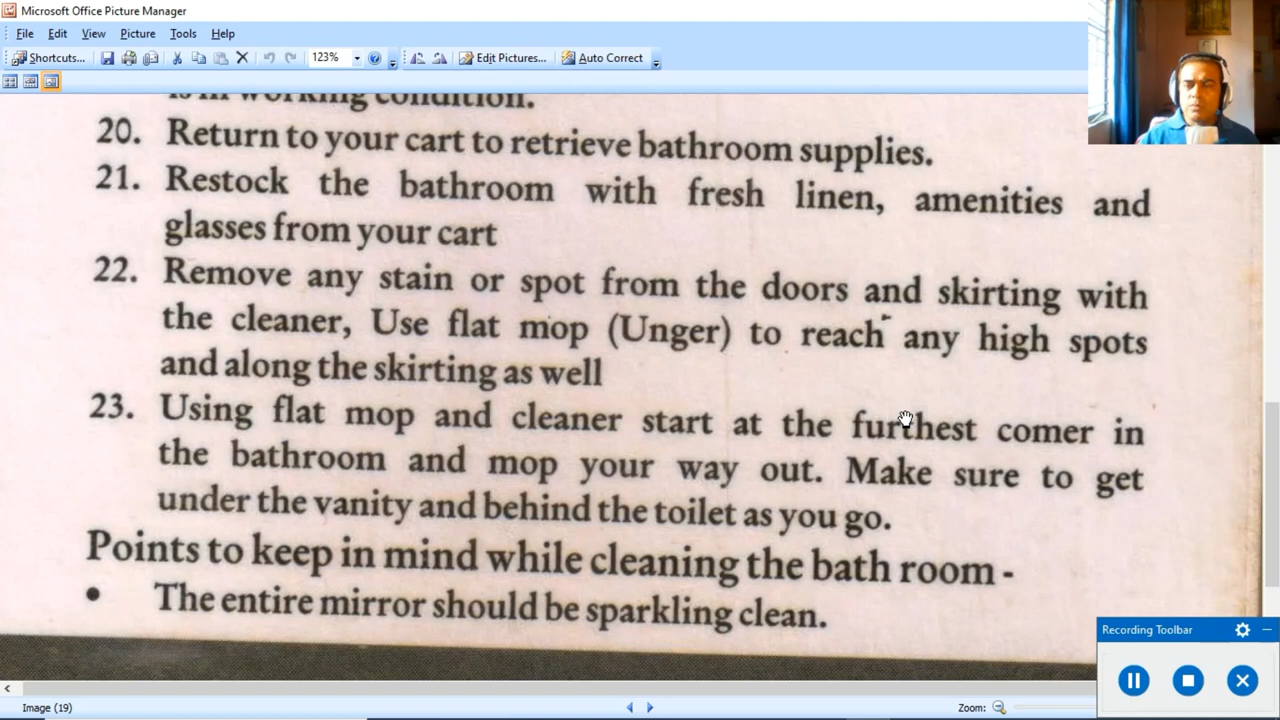 Microsoft Office Picture Manager
File Edit View Picture Tools Help
Shortcuts... 123% Edit Pictures... Auto Correct
is in working condition.
20. Return to your cart to retrieve bathroom supplies.
21. Restock the bathroom with fresh linen, amenities and
glasses from your cart
22. Remove any stain or spot from the doors and skirting with
the cleaner, Use flat mop (Unger) to reach any high spots
and along the skirting as well
23. Using flat mop and cleaner start at the furthest comer in
the bathroom and mop your way out. Make sure to get
under the vanity and behind the toilet as you go.
Points to keep in mind while cleaning the bath room -
• The entire mirror should be sparkling clean.
Recording Toolbar
Image (19) Zoom: